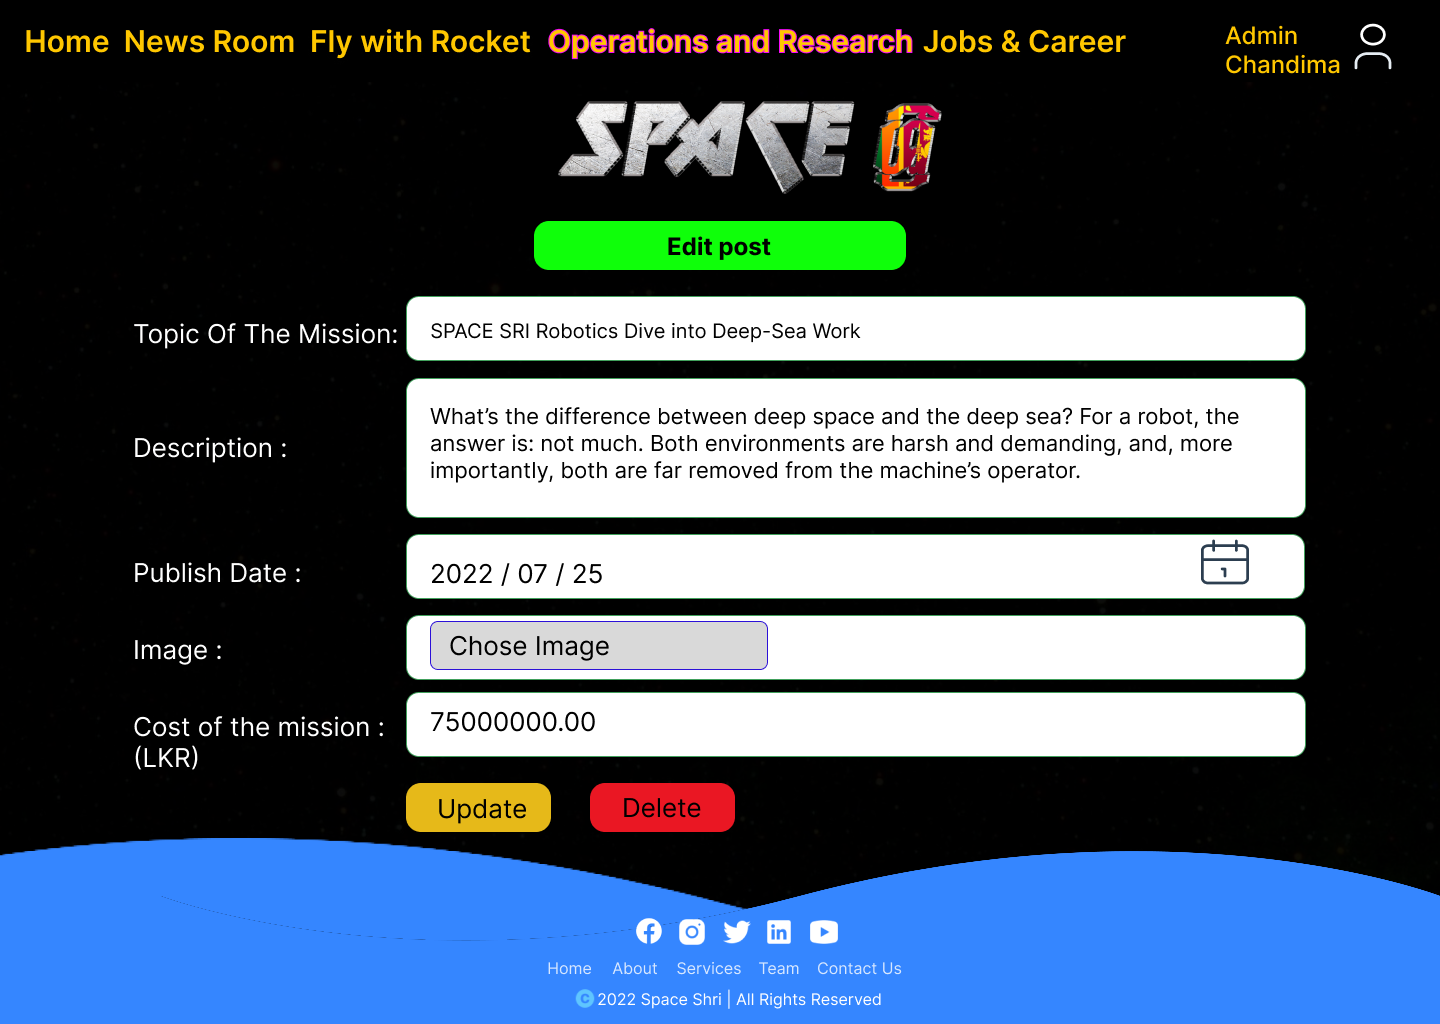 Home News Room Fly with Rocket Operations and Research Jobs & Career
Admin
Chandima
SPACE
Edit post
Topic Of The Mission:
SPACE SRI Robotics Dive into Deep-Sea Work
Description :
What’s the difference between deep space and the deep sea? For a robot, the
answer is: not much. Both environments are harsh and demanding, and, more
importantly, both are far removed from the machine’s operator.
Publish Date :
2022 / 07 / 25
Image :
Chose Image
Cost of the mission :
(LKR)
75000000.00
Update
Delete
Home About Services Team Contact Us
©2022 Space Shri | All Rights Reserved